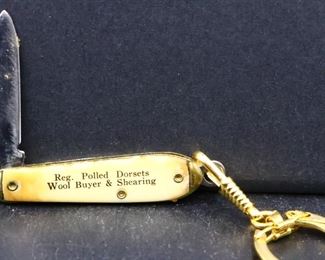 Reg. Polled Dorsets
Wool Buyer & Shearing